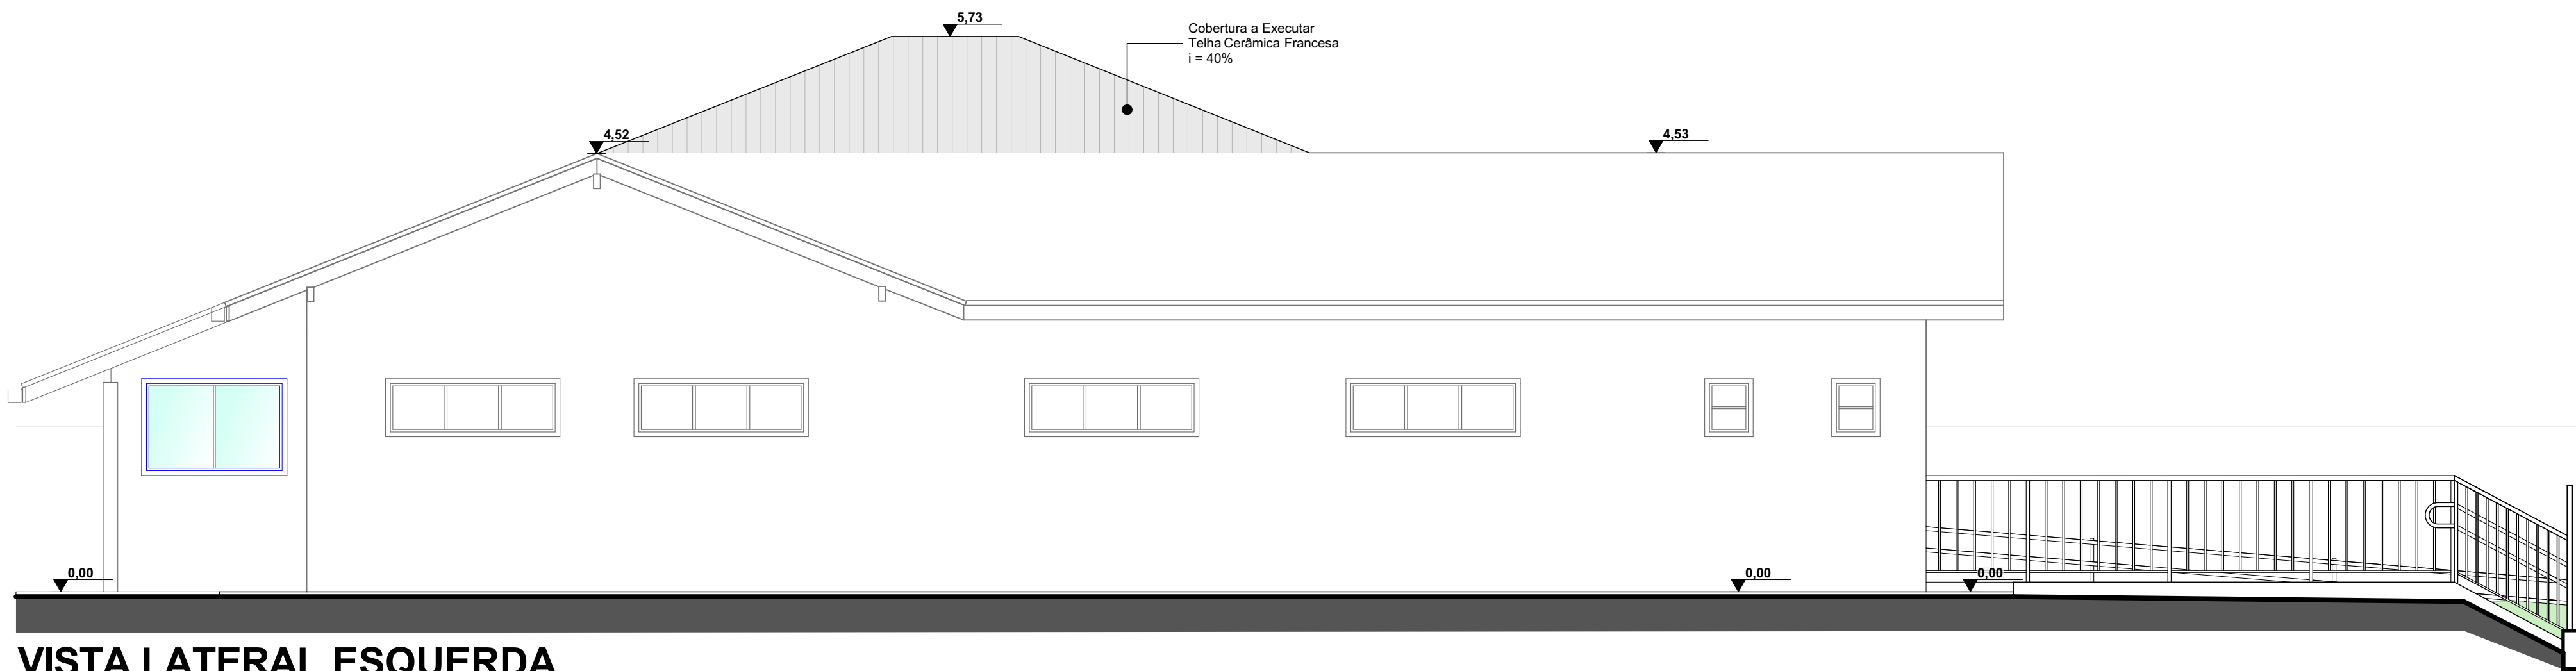 5,73
Cobertura a Executar
Telha Cerâmica Francesa
i = 40%
4,52
4,53
0,00
0,00
0,00
VISTA LATERAL ESQUERDA